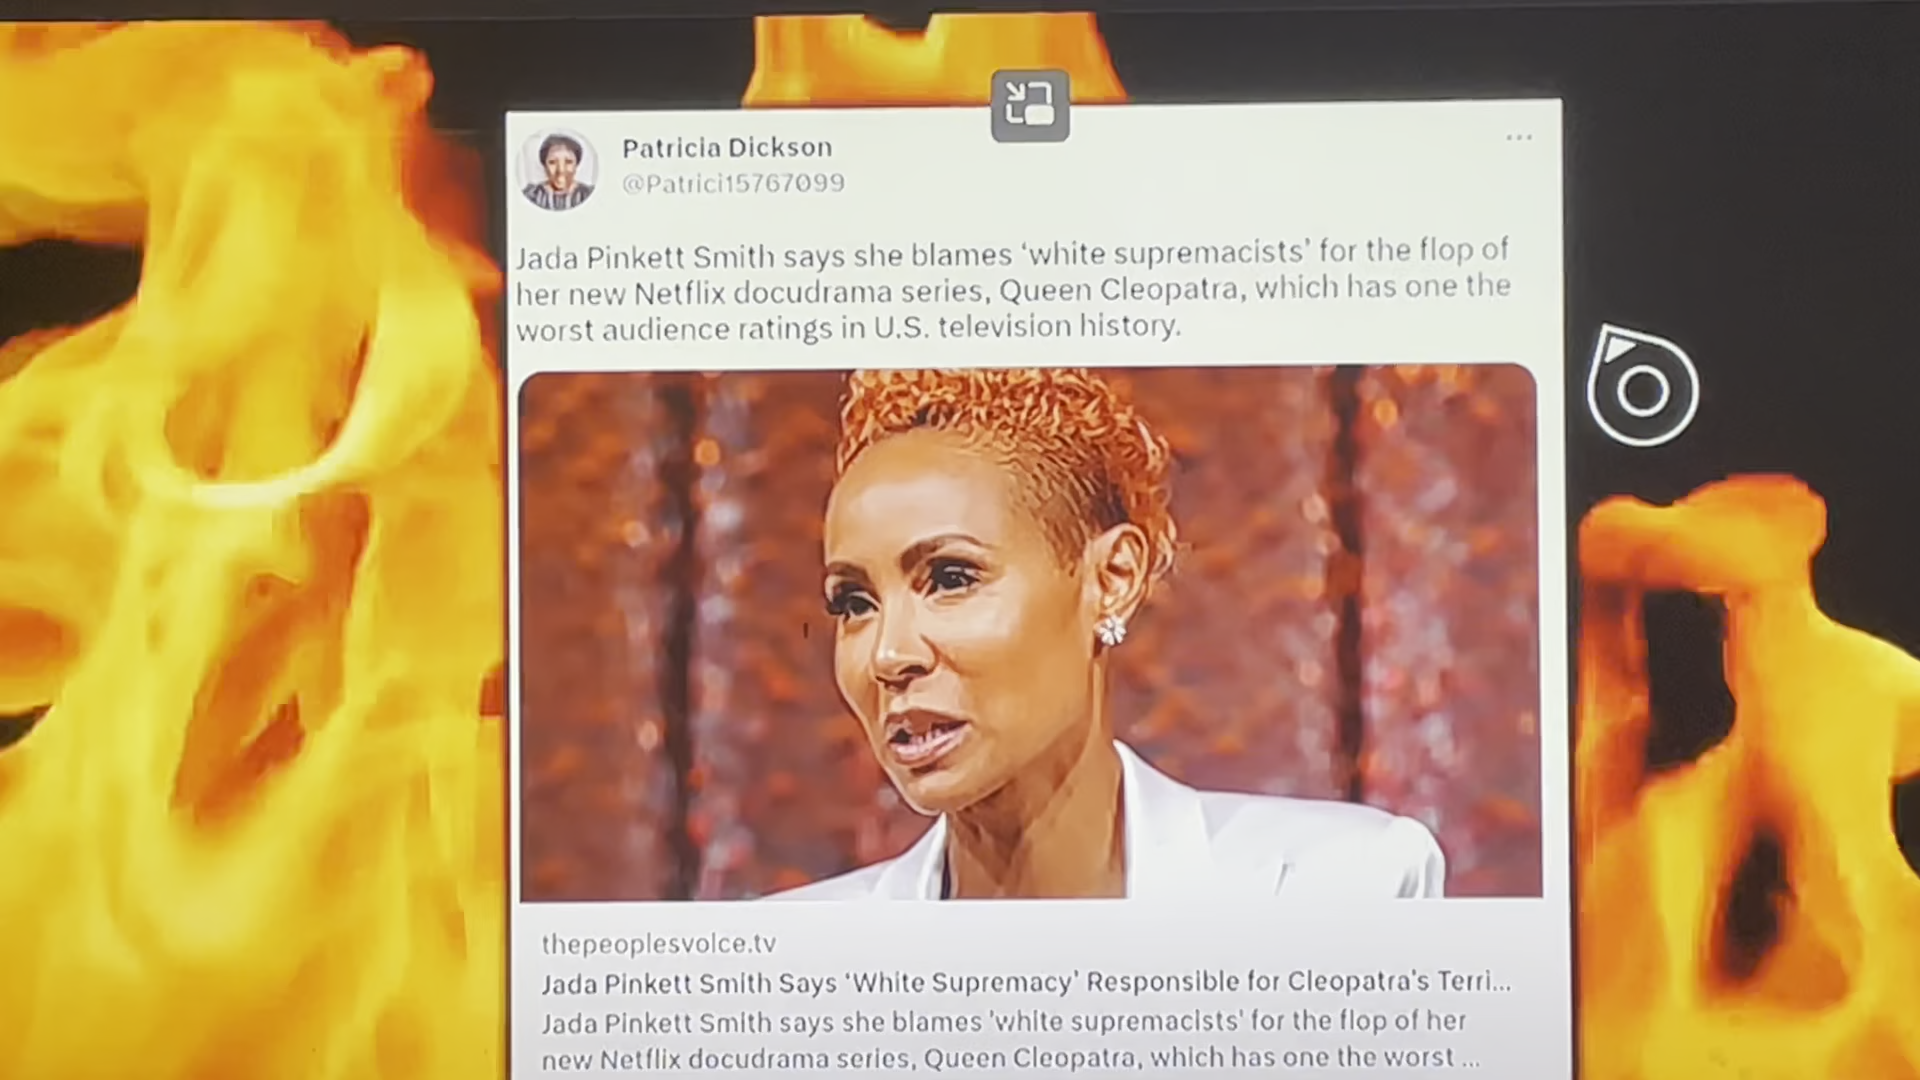 Patricia Dickson
@Patrici15767099
Jada Pinkett Smith says she blames ‘white supremacists’ for the flop of
her new Netflix docudrama series, Queen Cleopatra, which has one the
worst audience ratings in U.S. television history.
thepeoplesvoice.tv
Jada Pinkett Smith Says ‘White Supremacy’ Responsible for Cleopatra's Terri...
Jada Pinkett Smith says she blames 'white supremacists' for the flop of her
new Netflix docudrama series, Queen Cleopatra, which has one the worst ...